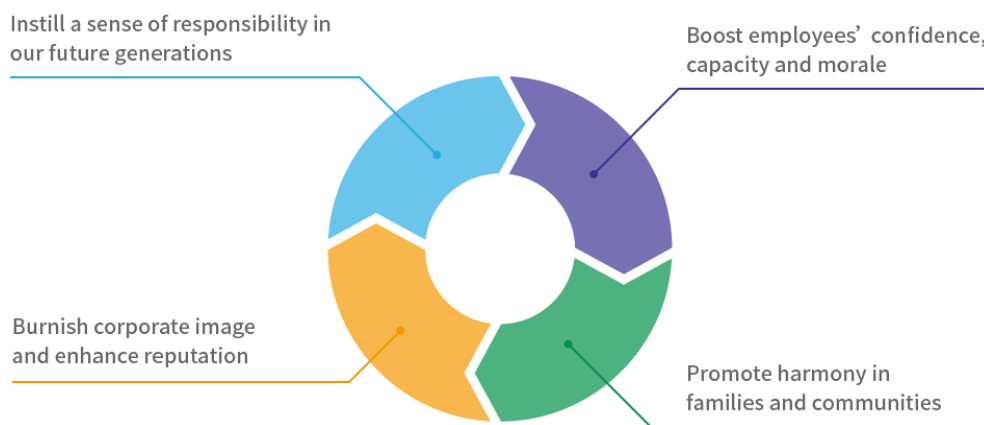 Instill a sense of responsibility in
our future generations
Boost employees’ confidence,
capacity and morale
Burnish corporate image
and enhance reputation
Promote harmony in
families and communities